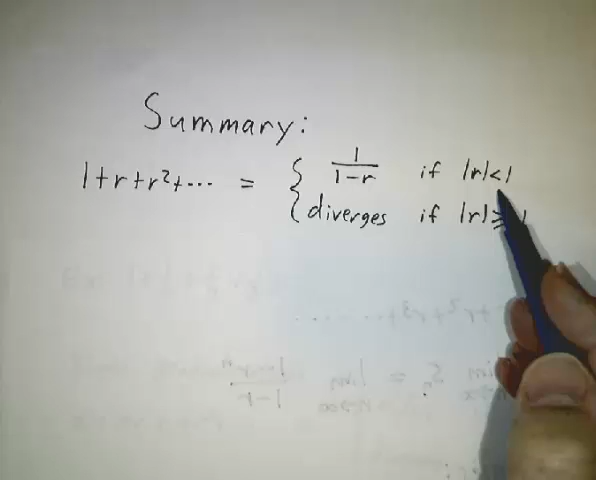 Summary:
1+r+r²+··· = { 1/(1-r) if |r|<1
diverges if |r|≥1